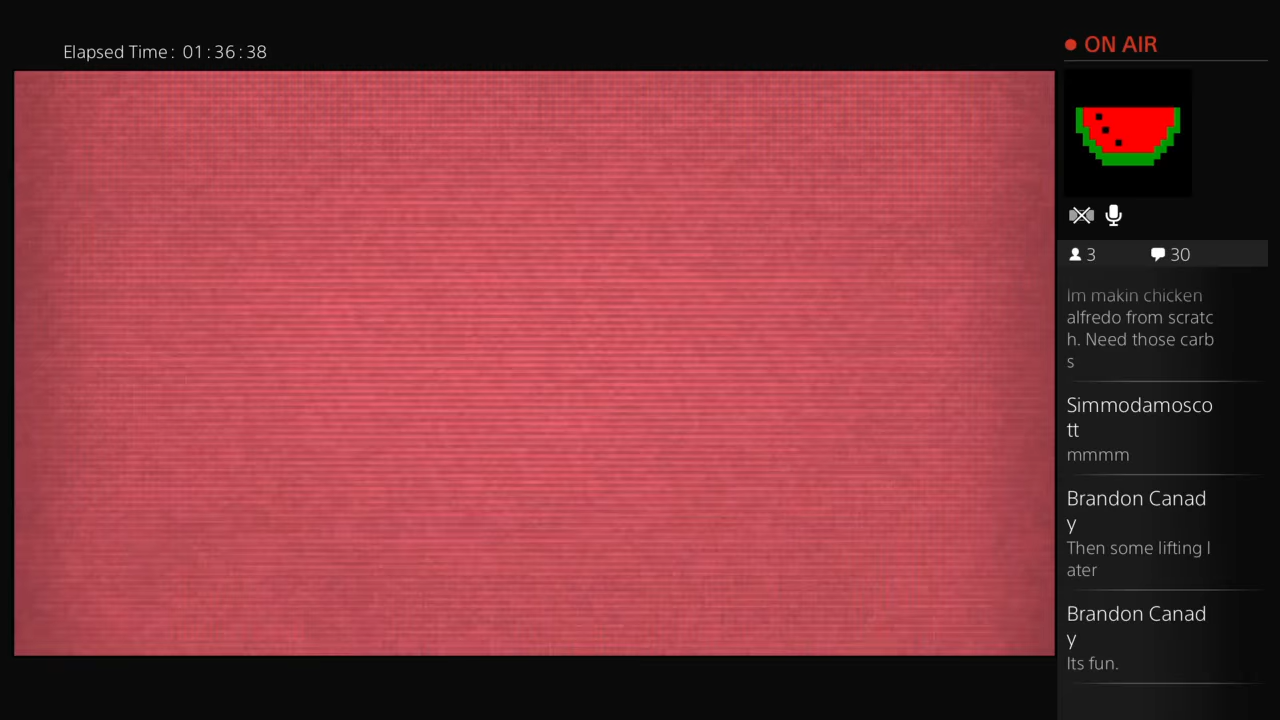 Elapsed Time: 01:36:38
ON AIR
3
30
Im makin chicken
alfredo from scratc
h. Need those carb
s
Simmodamosco
tt
mmmm
Brandon Canad
y
Then some lifting l
ater
Brandon Canad
y
Its fun.